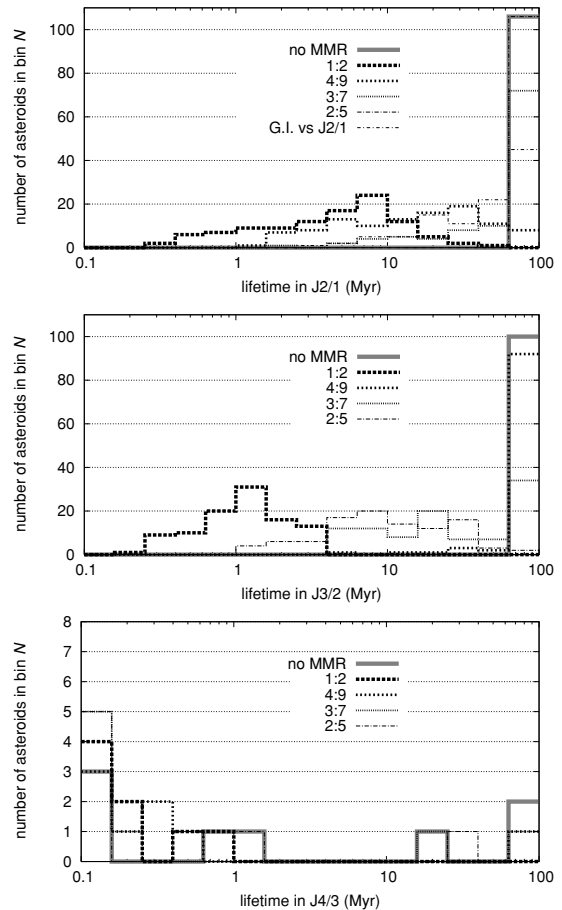 100
80
60
40
20
0
number of asteroids in bin N
no MMR
1:2
4:9
3:7
2:5
G.I. vs J2/1
0.1 1 10 100
lifetime in J2/1 (Myr)
100
80
60
40
20
0
number of asteroids in bin N
no MMR
1:2
4:9
3:7
2:5
0.1 1 10 100
lifetime in J3/2 (Myr)
8
7
6
5
4
3
2
1
0
number of asteroids in bin N
no MMR
1:2
4:9
3:7
2:5
0.1 1 10 100
lifetime in J4/3 (Myr)